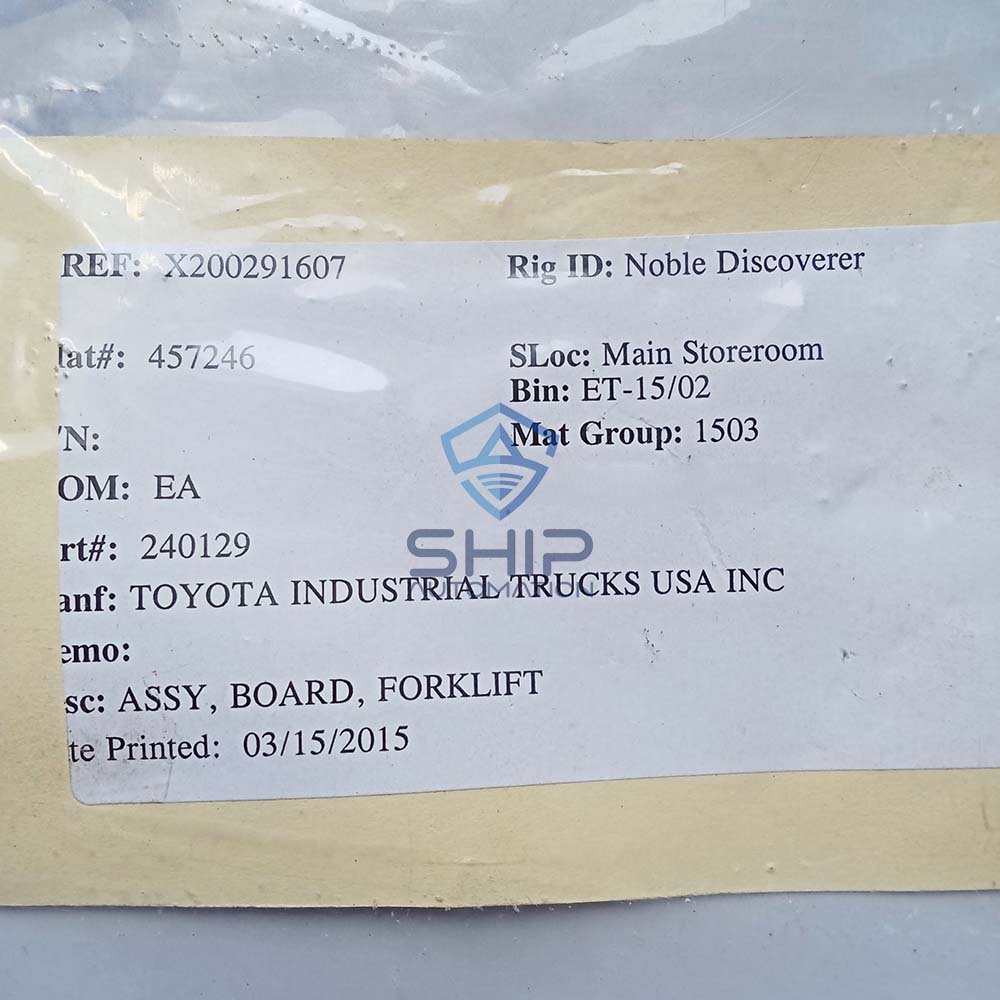 REF: X200291607
Rig ID: Noble Discoverer
lat#: 457246
SLoc: Main Storeroom
Bin: ET-15/02
/N:
Mat Group: 1503
OM: EA
rt#: 240129
SHIP
AUTOMATION
anf: TOYOTA INDUSTRIAL TRUCKS USA INC
emo:
sc: ASSY, BOARD, FORKLIFT
te Printed: 03/15/2015